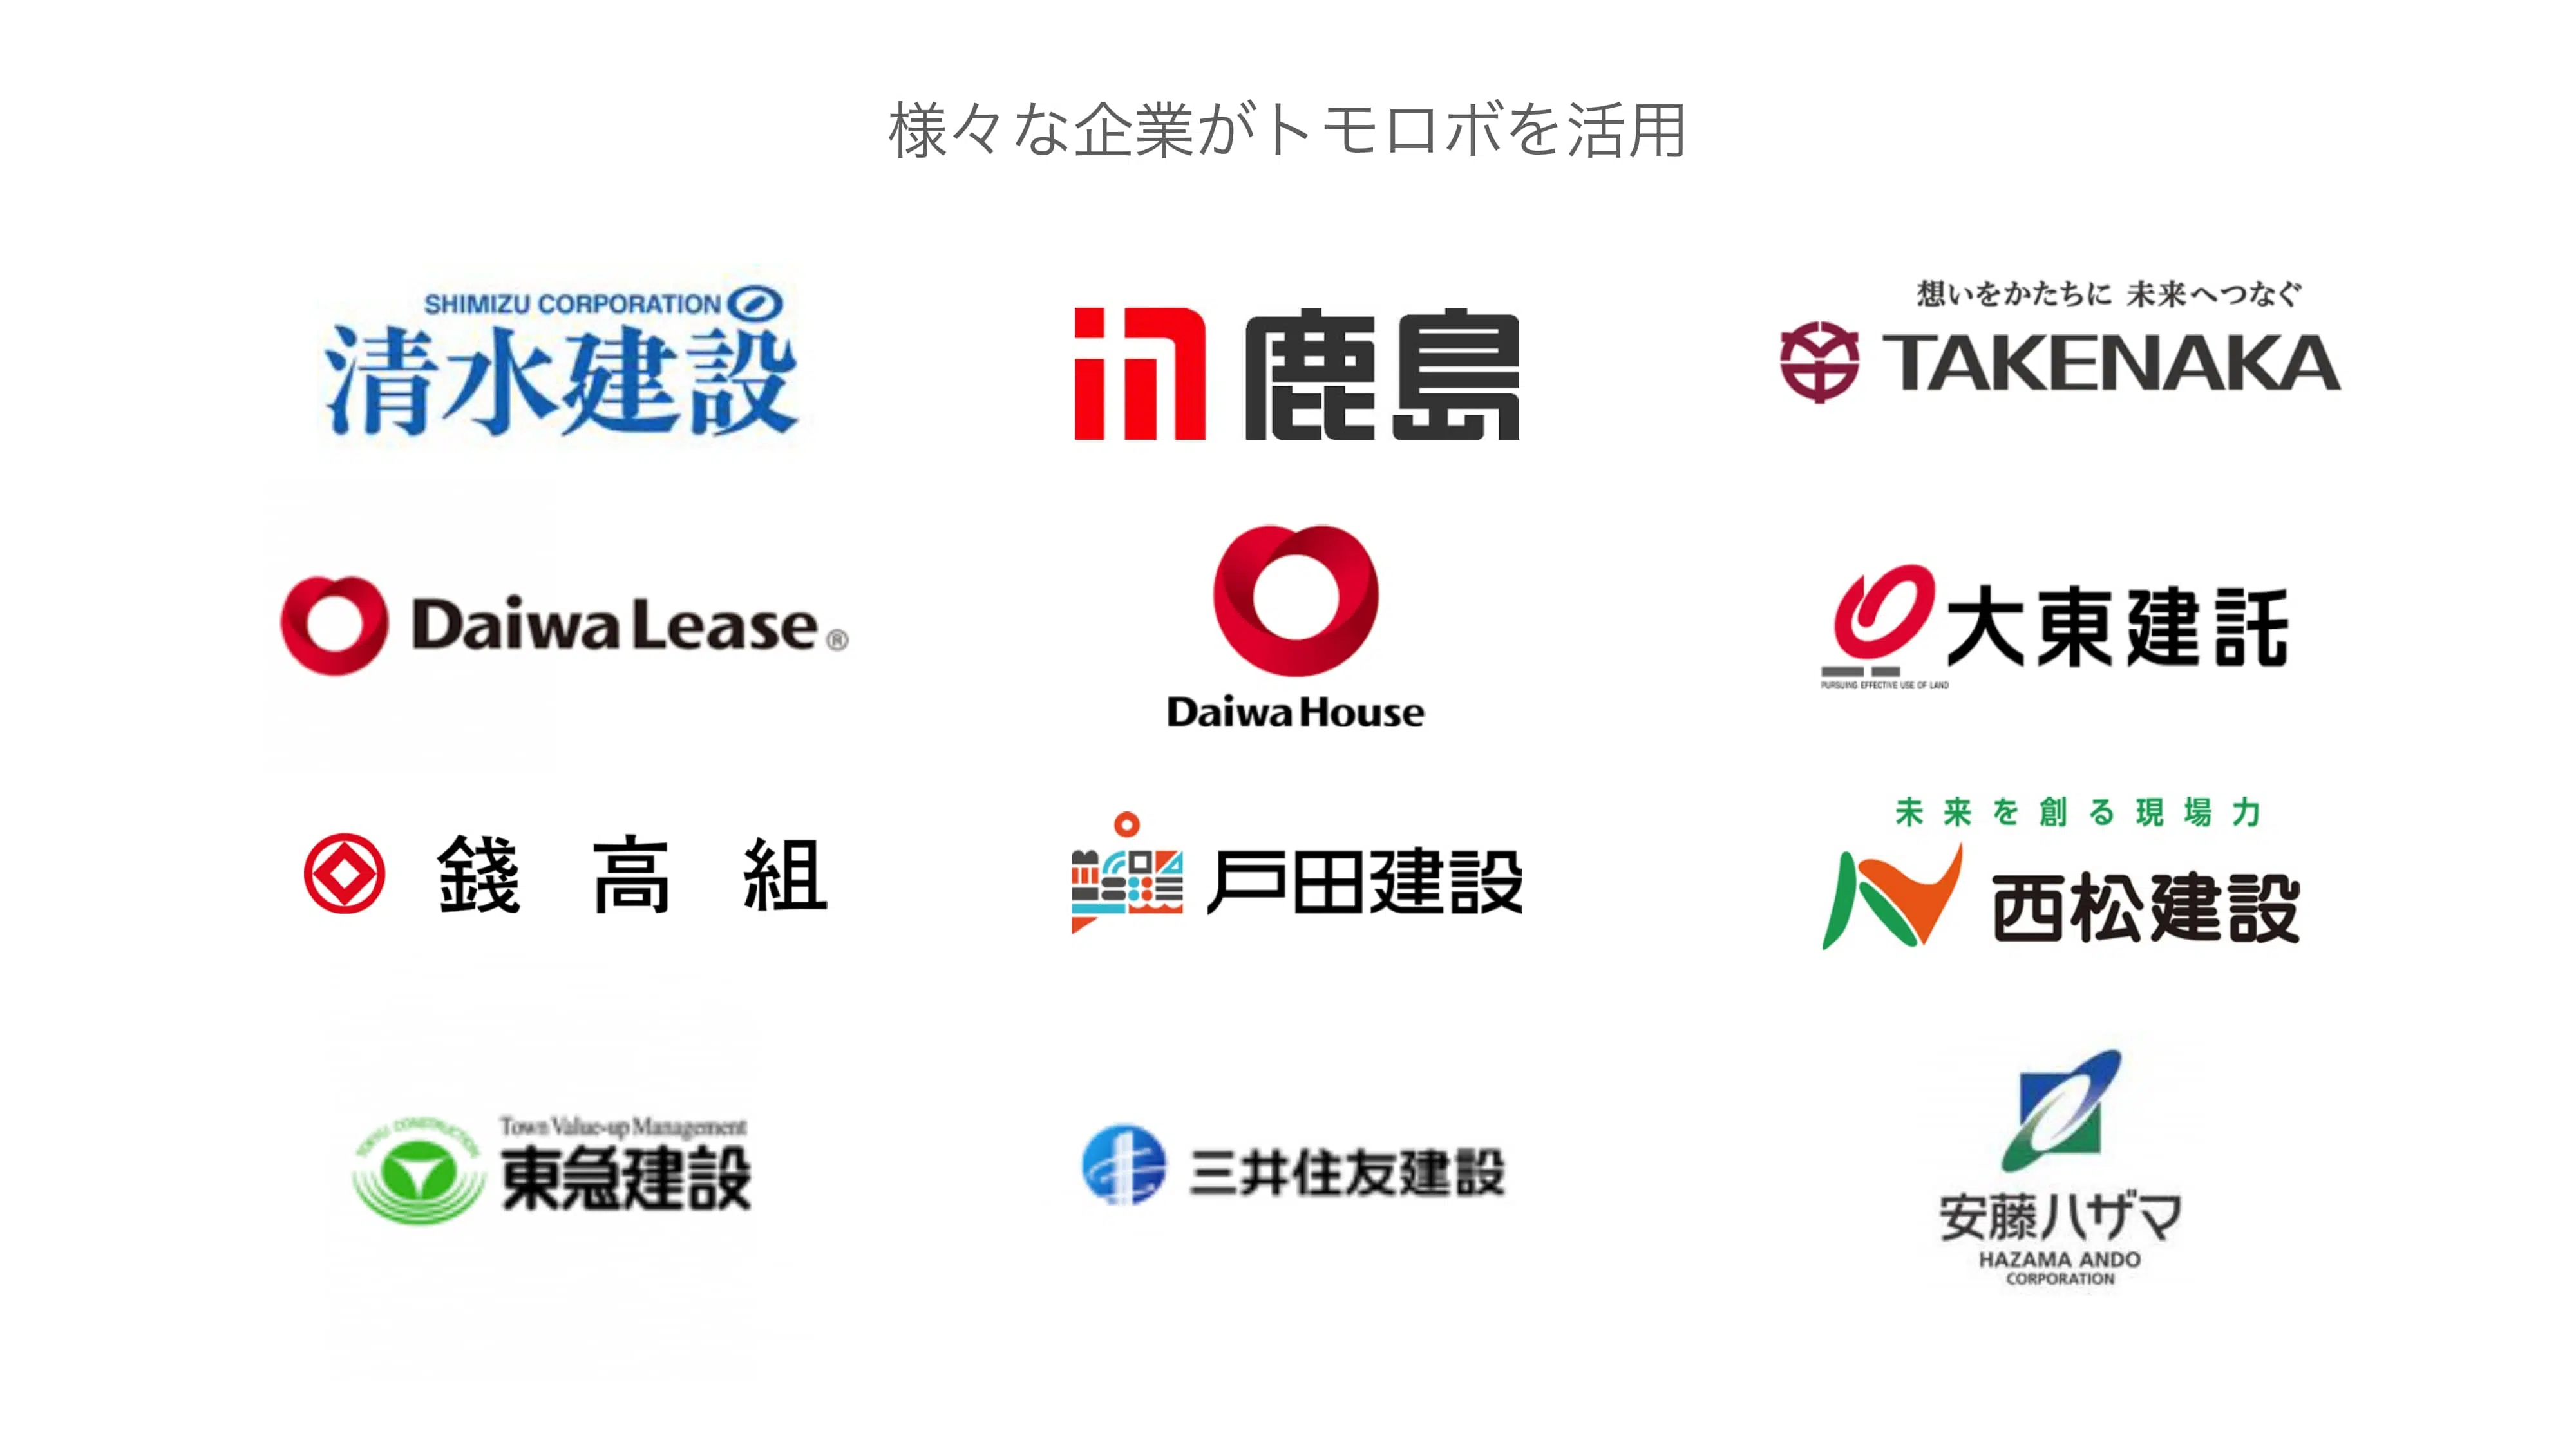 様々な企業がトモロボを活用
SHIMIZU CORPORATION
清水建設
鹿島
想いをかたちに 未来へつなぐ
TAKENAKA
Daiwa Lease®
Daiwa House
大東建託
PURSUING EFFECTIVE USE OF LAND
錢高組
戸田建設
未来を創る現場力
西松建設
TOKYU CONSTRUCTION
Town Value-up Management
東急建設
三井住友建設
安藤ハザマ
HAZAMA ANDO
CORPORATION